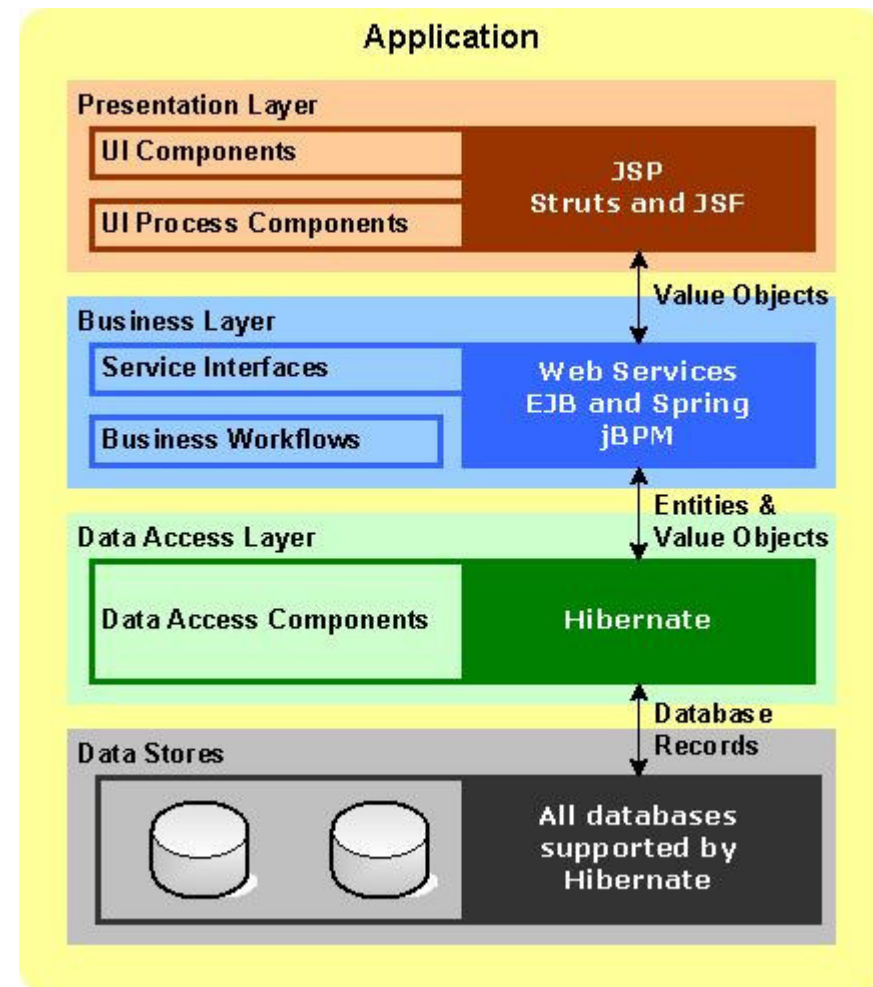 Application
Presentation Layer
UI Components
UI Process Components
JSP
Struts and JSF
Value Objects
Business Layer
Service Interfaces
Business Workflows
Web Services
EJB and Spring
jBPM
Entities &
Value Objects
Data Access Layer
Data Access Components
Hibernate
Database
Records
Data Stores
All databases
supported by
Hibernate